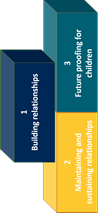 1
Building relationships
2
Maintaining and
sustaining relationships
3
Future proofing for
children